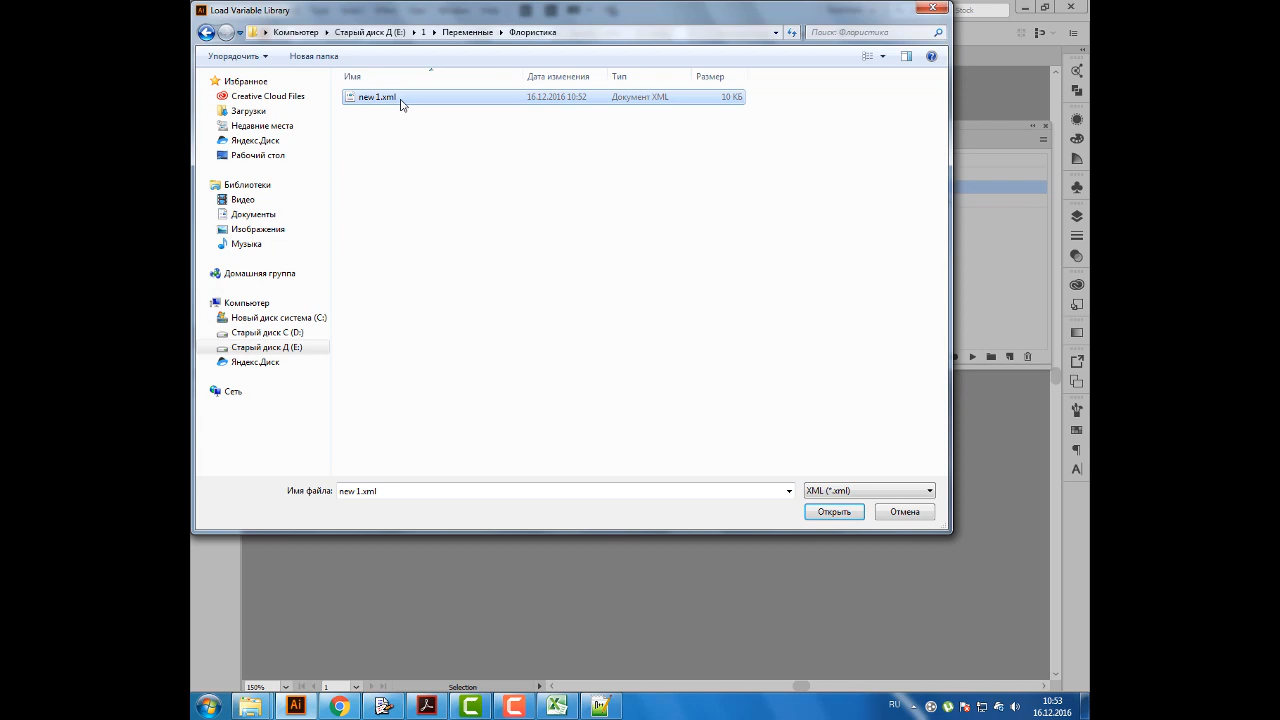 Load Variable Library
Stock
Компьютер Старый диск Д (E:) 1 Переменные Флористика
Поиск: Флористика
Упорядочить Новая папка
Имя Дата изменения Тип Размер
new 1.xml 16.12.2016 10:52 Документ XML 10 КБ
Избранное
Creative Cloud Files
Загрузки
Недавние места
Яндекс.Диск
Рабочий стол
Библиотеки
Видео
Документы
Изображения
Музыка
Домашняя группа
Компьютер
Новый диск система (C:)
Старый диск С (D:)
Старый диск Д (E:)
Яндекс.Диск
Сеть
Имя файла: new 1.xml XML (*.xml)
Открыть Отмена
150% 1 Selection
RU 10:53
16.12.2016